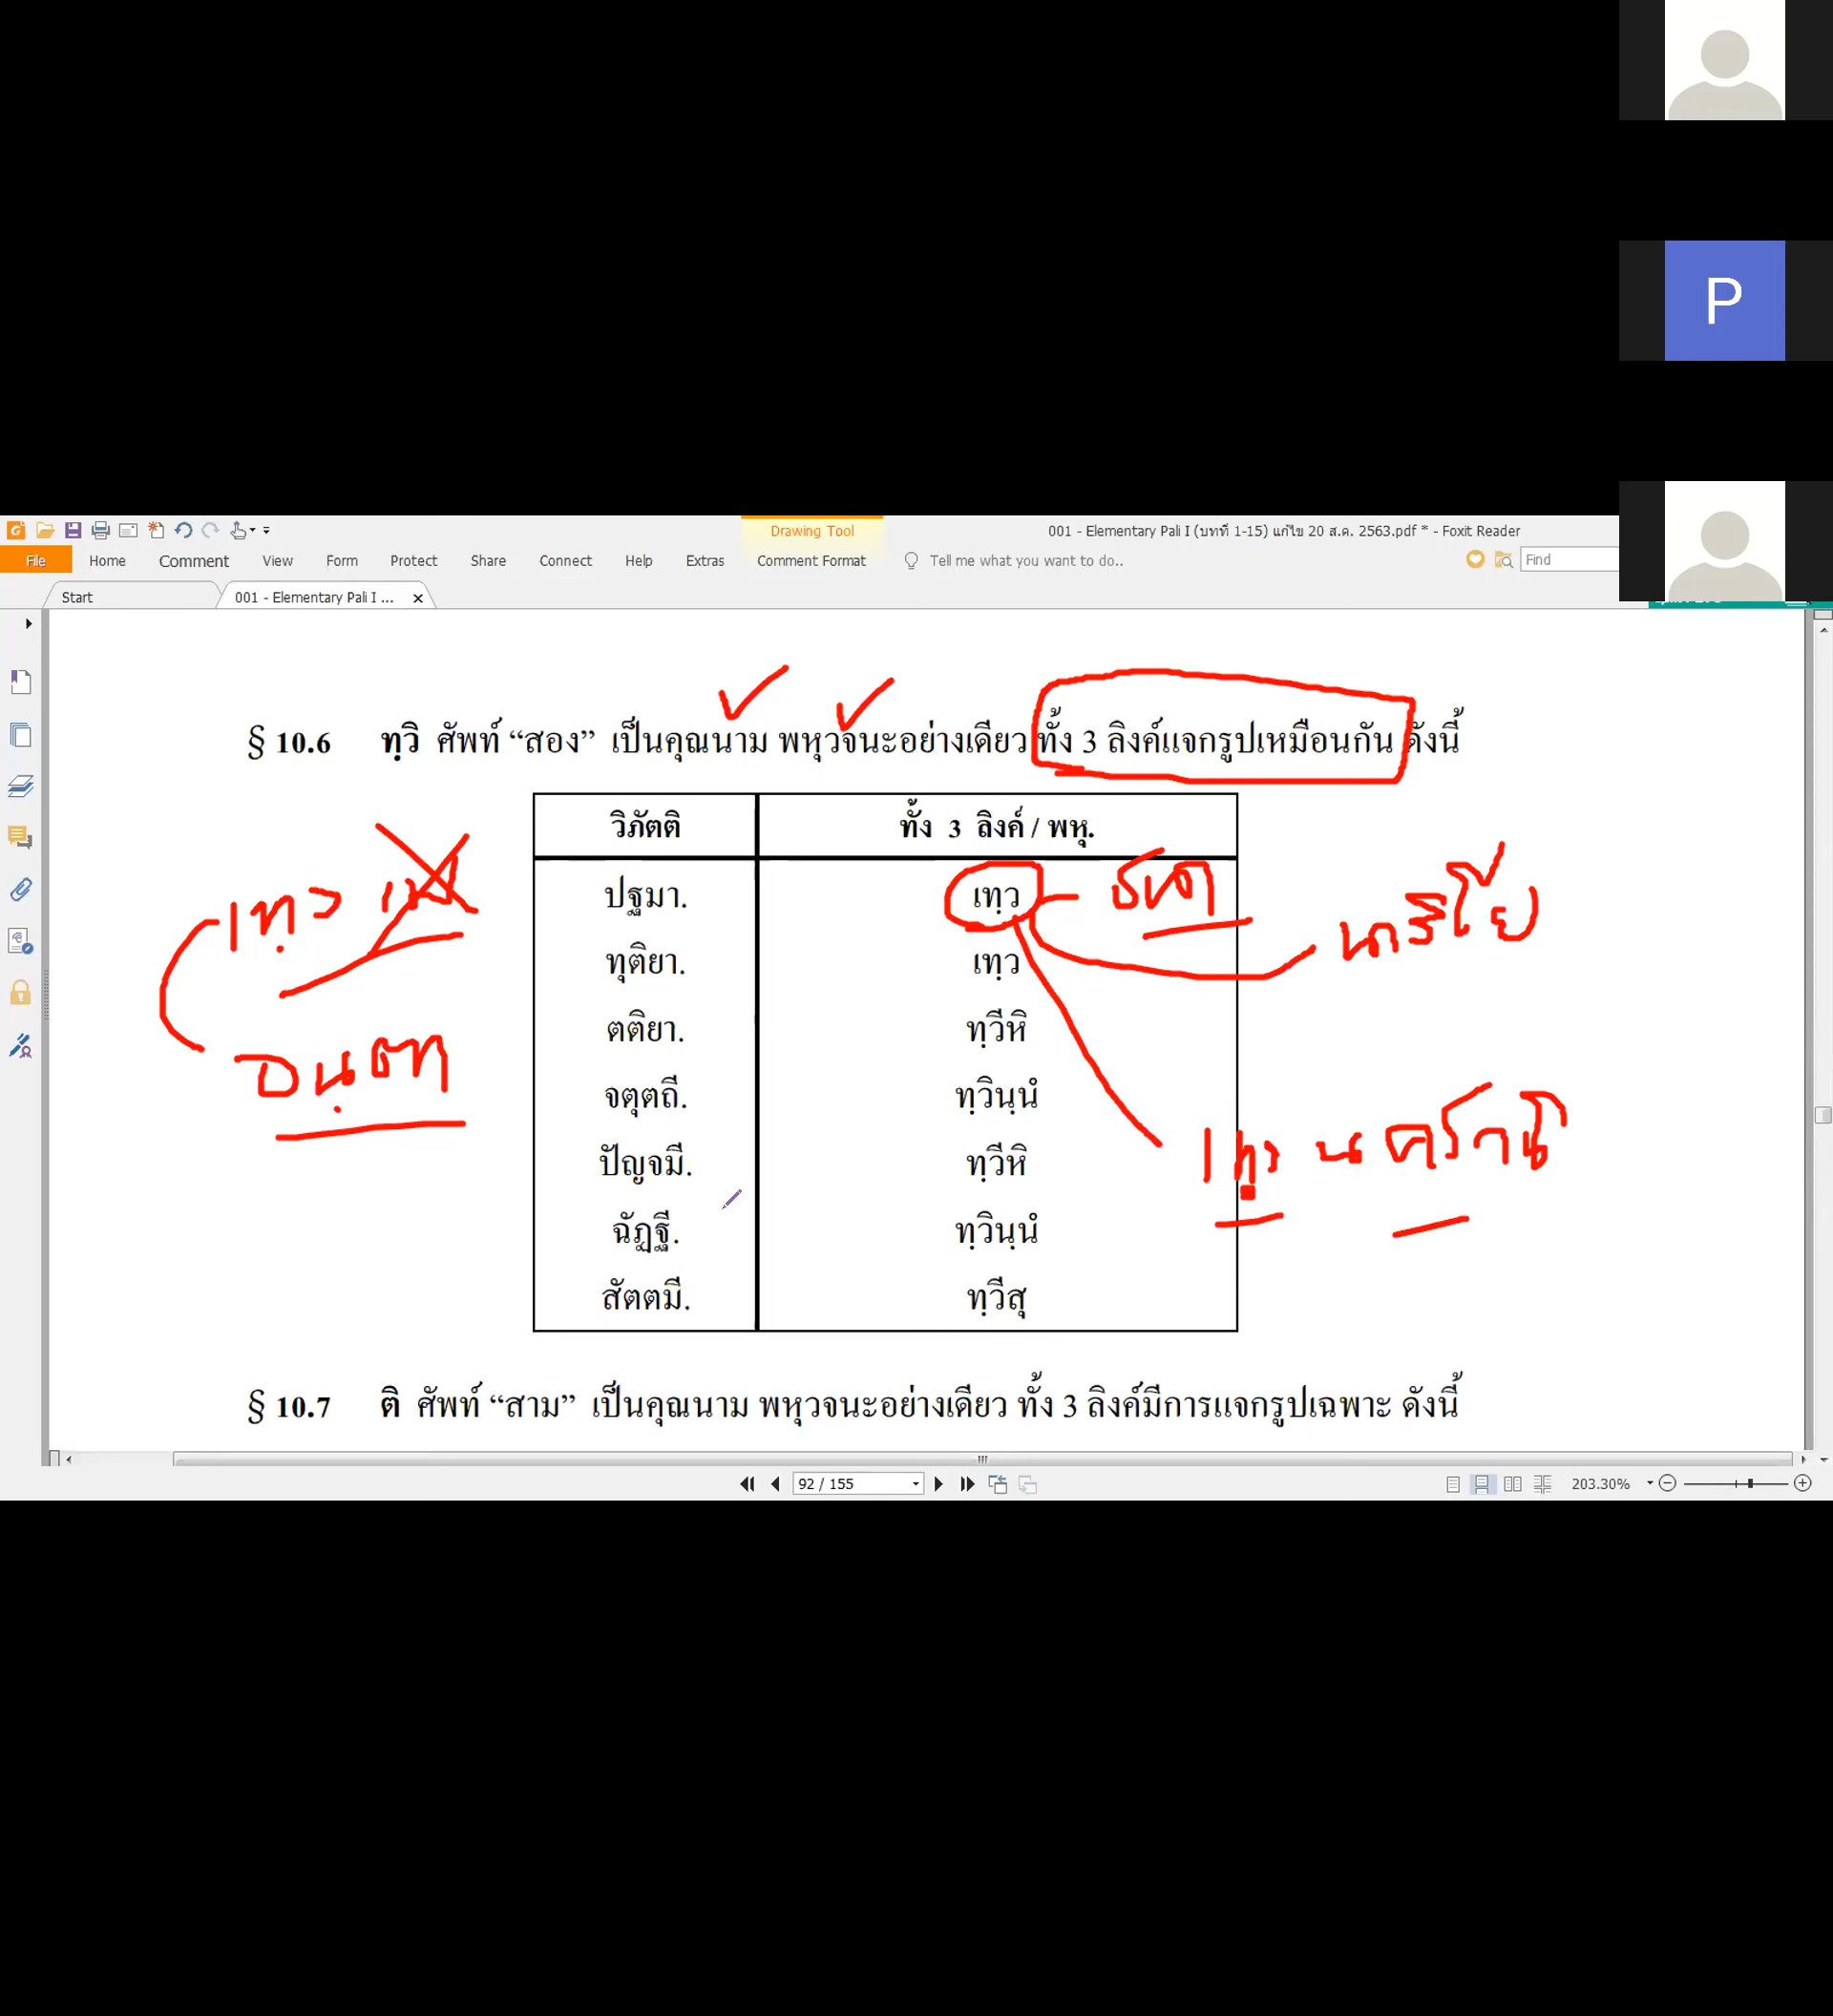 P
Drawing Tool
001 - Elementary Pali I (บทที่ 1-15) แก้ไข 20 ส.ค. 2563.pdf * - Foxit Reader
File Home Comment View Form Protect Share Connect Help Extras Comment Format Tell me what you want to do.. Find
Start 001 - Elementary Pali I ...
§ 10.6 ทฺวิ ศัพท์ “สอง” เป็นคุณนาม พหุวจนะอย่างเดียว ทั้ง 3 ลิงค์แจกรูปเหมือนกัน ดังนี้
วิภัตติ ทั้ง 3 ลิงค์ / พหุ.
ปฐมา. เทฺว
ทุติยา. เทฺว
ตติยา. ทฺวีหิ
จตุตถี. ทฺวินฺนํ
ปัญจมี. ทฺวีหิ
ฉัฏฐี. ทฺวินฺนํ
สัตตมี. ทฺวีสุ
เทฺว
เทฺว นครานิ
§ 10.7 ติ ศัพท์ “สาม” เป็นคุณนาม พหุวจนะอย่างเดียว ทั้ง 3 ลิงค์มีการแจกรูปเฉพาะ ดังนี้
92 / 155 203.30%